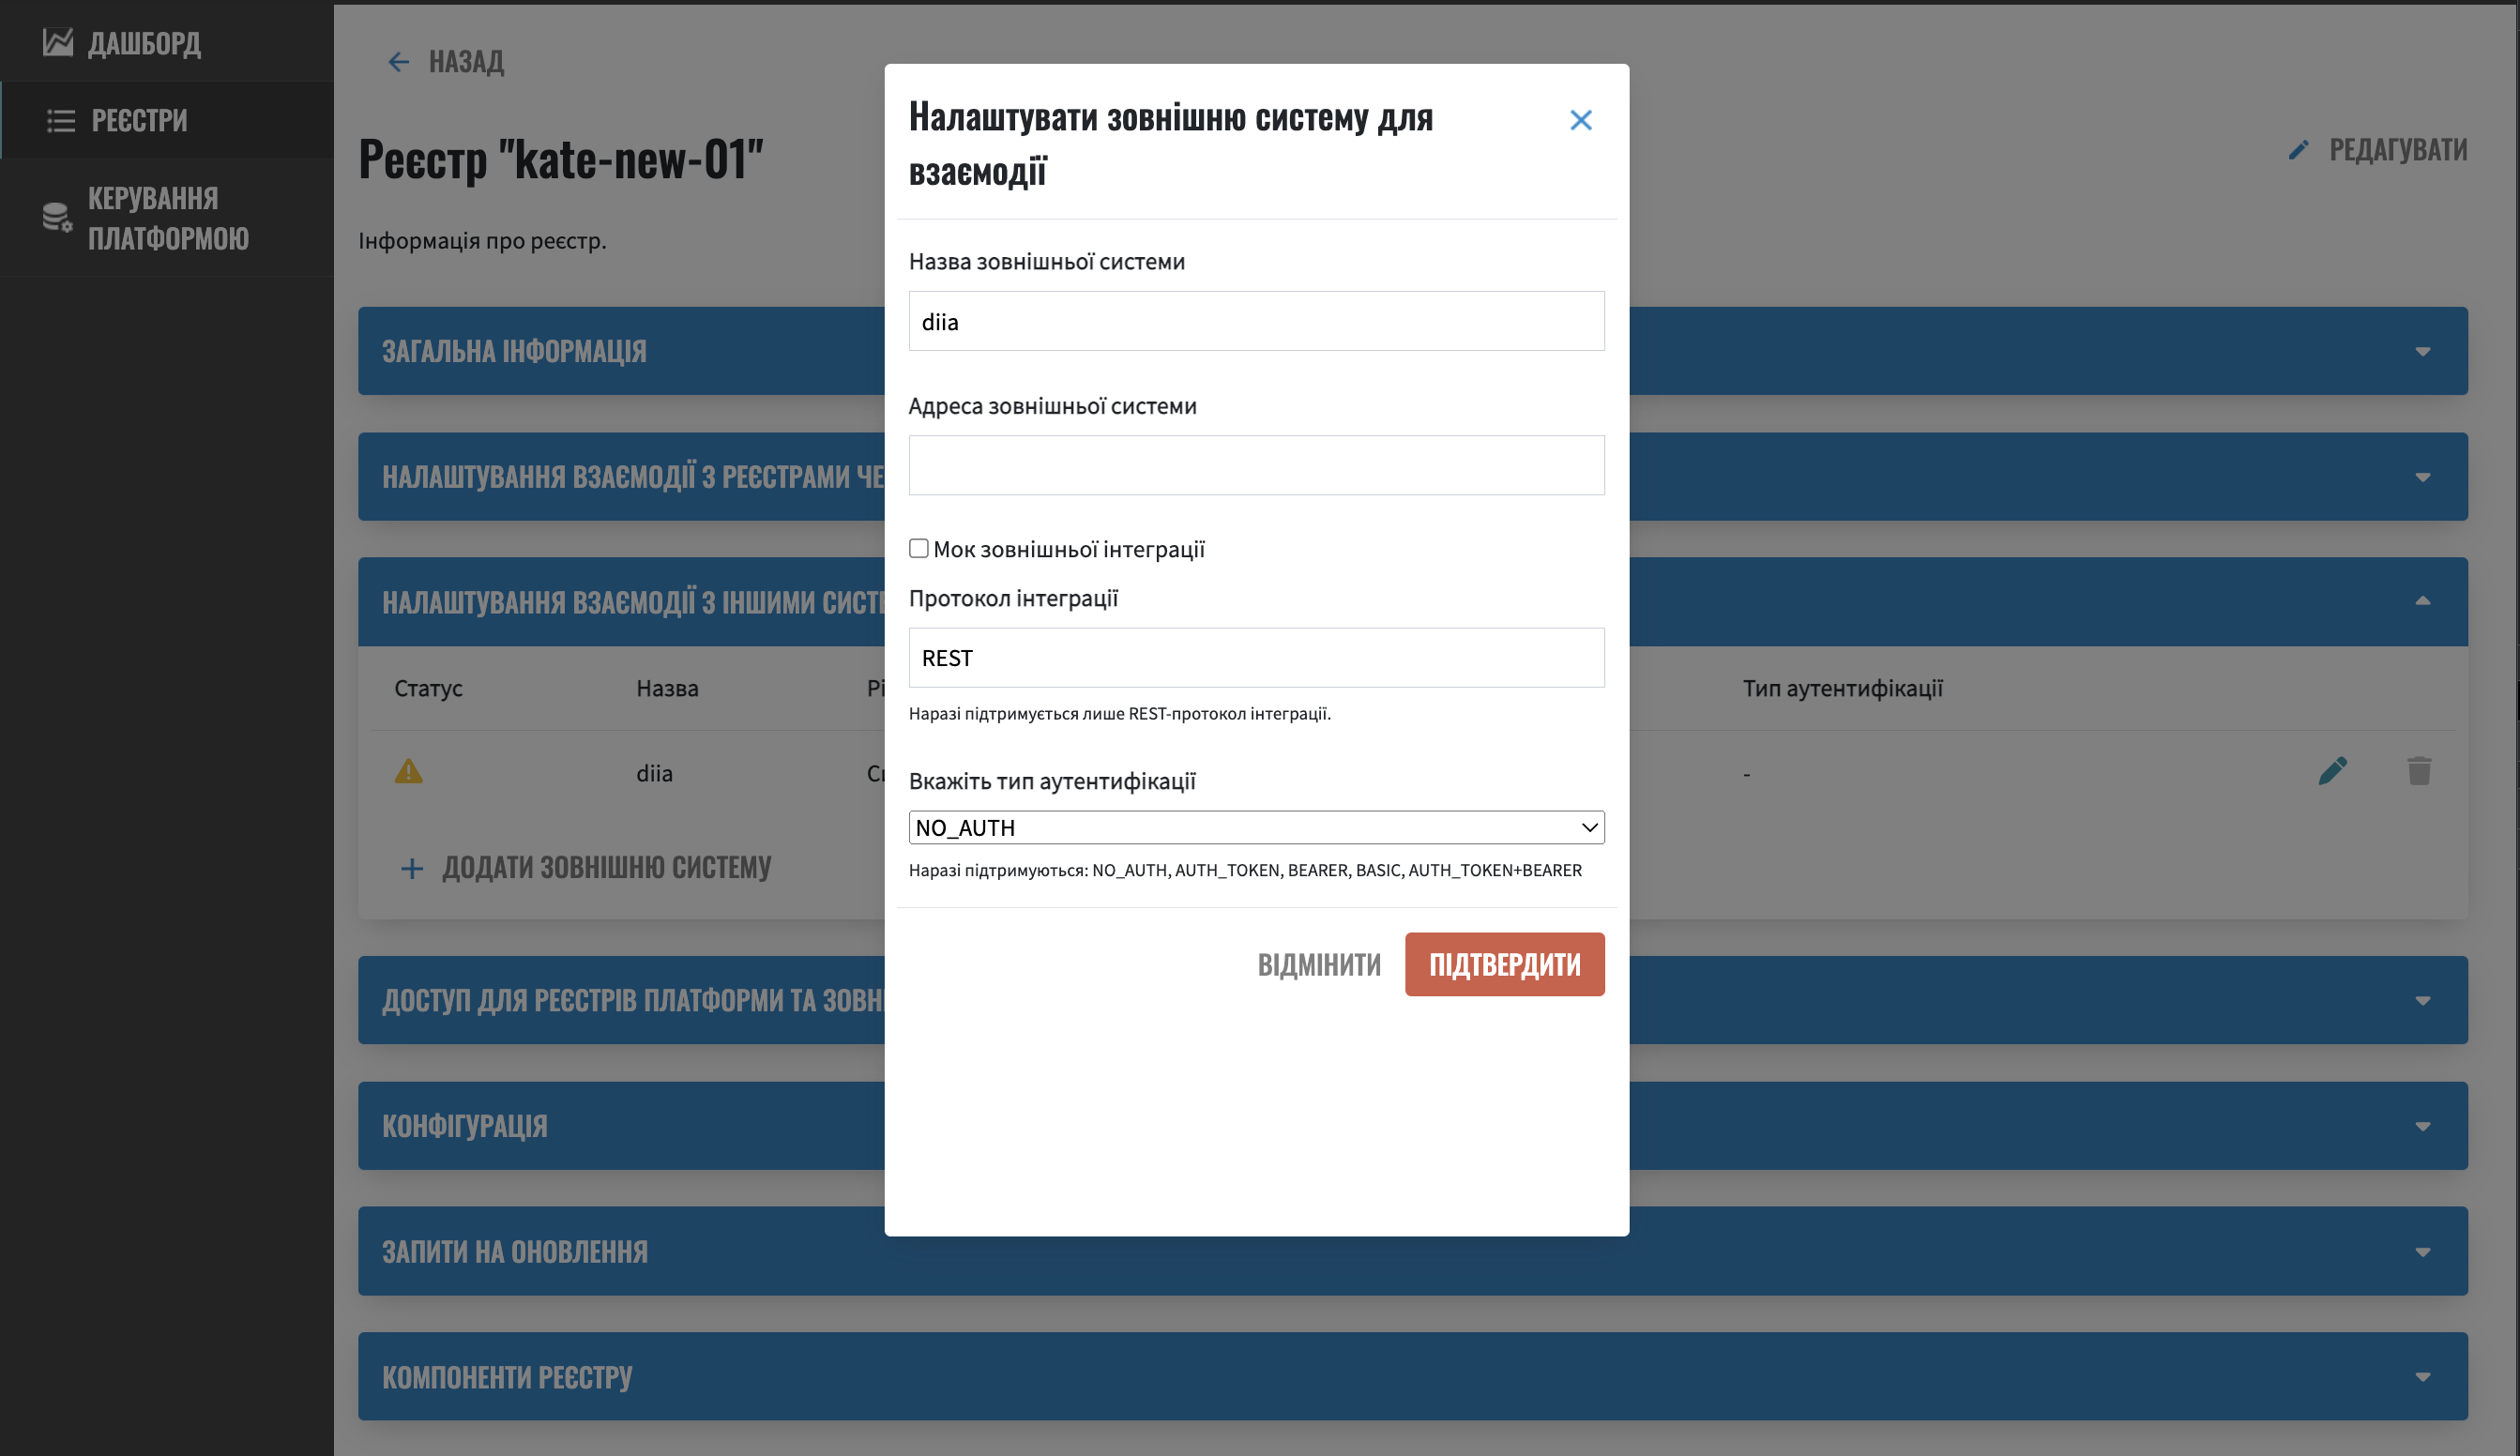 ДАШБОРД
РЕЄСТРИ
КЕРУВАННЯ
ПЛАТФОРМОЮ
НАЗАД
Реєстр "kate-new-01"
РЕДАГУВАТИ
Інформація про реєстр.
ЗАГАЛЬНА ІНФОРМАЦІЯ
НАЛАШТУВАННЯ ВЗАЄМОДІЇ З РЕЄСТРАМИ ЧЕ
НАЛАШТУВАННЯ ВЗАЄМОДІЇ З ІНШИМИ СИСТ
Статус Назва Рі Тип аутентифікації
diia -
ДОДАТИ ЗОВНІШНЮ СИСТЕМУ
ДОСТУП ДЛЯ РЕЄСТРІВ ПЛАТФОРМИ ТА ЗОВН
КОНФІГУРАЦІЯ
ЗАПИТИ НА ОНОВЛЕННЯ
КОМПОНЕНТИ РЕЄСТРУ
Налаштувати зовнішню систему для
взаємодії
Назва зовнішньої системи
diia
Адреса зовнішньої системи
Мок зовнішньої інтеграції
Протокол інтеграції
REST
Наразі підтримується лише REST-протокол інтеграції.
Вкажіть тип аутентифікації
NO_AUTH
Наразі підтримуються: NO_AUTH, AUTH_TOKEN, BEARER, BASIC, AUTH_TOKEN+BEARER
ВІДМІНИТИ
ПІДТВЕРДИТИ